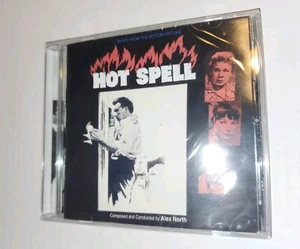 MUSIC FROM THE MOTION PICTURE
HOT SPELL
Composed and Conducted by Alex North